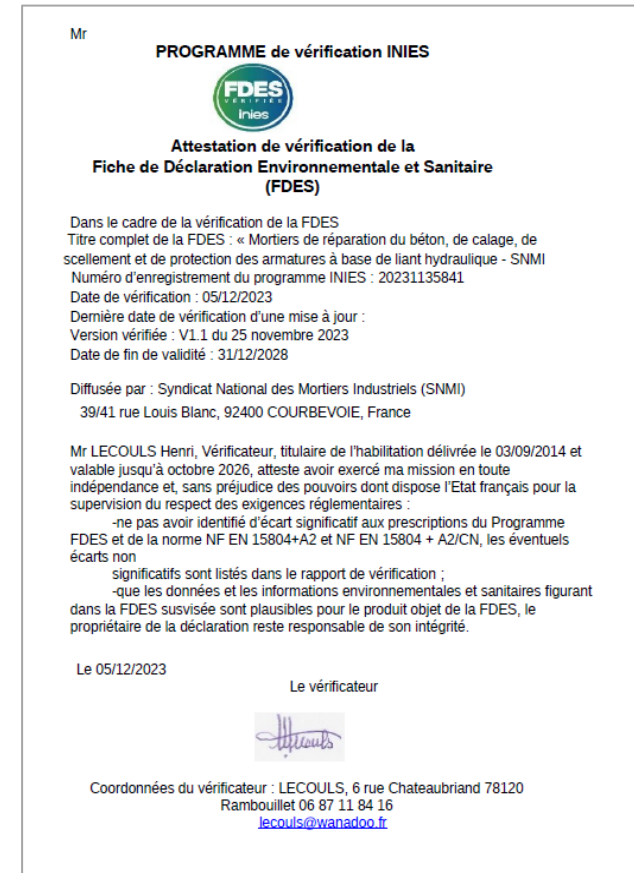 Mr
PROGRAMME de vérification INIES
FDES
VÉRIFIÉE
inies
Attestation de vérification de la
Fiche de Déclaration Environnementale et Sanitaire
(FDES)
Dans le cadre de la vérification de la FDES
Titre complet de la FDES : « Mortiers de réparation du béton, de calage, de
scellement et de protection des armatures à base de liant hydraulique - SNMI
Numéro d'enregistrement du programme INIES : 20231135841
Date de vérification : 05/12/2023
Dernière date de vérification d'une mise à jour :
Version vérifiée : V1.1 du 25 novembre 2023
Date de fin de validité : 31/12/2028
Diffusée par : Syndicat National des Mortiers Industriels (SNMI)
39/41 rue Louis Blanc, 92400 COURBEVOIE, France
Mr LECOULS Henri, Vérificateur, titulaire de l'habilitation délivrée le 03/09/2014 et
valable jusqu'à octobre 2026, atteste avoir exercé ma mission en toute
indépendance et, sans préjudice des pouvoirs dont dispose l'Etat français pour la
supervision du respect des exigences réglementaires :
-ne pas avoir identifié d'écart significatif aux prescriptions du Programme
FDES et de la norme NF EN 15804+A2 et NF EN 15804 + A2/CN, les éventuels
écarts non
significatifs sont listés dans le rapport de vérification ;
-que les données et les informations environnementales et sanitaires figurant
dans la FDES susvisée sont plausibles pour le produit objet de la FDES, le
propriétaire de la déclaration reste responsable de son intégrité.
Le 05/12/2023
Le vérificateur
HLecouls
Coordonnées du vérificateur : LECOULS, 6 rue Chateaubriand 78120
Rambouillet 06 87 11 84 16
lecouls@wanadoo.fr